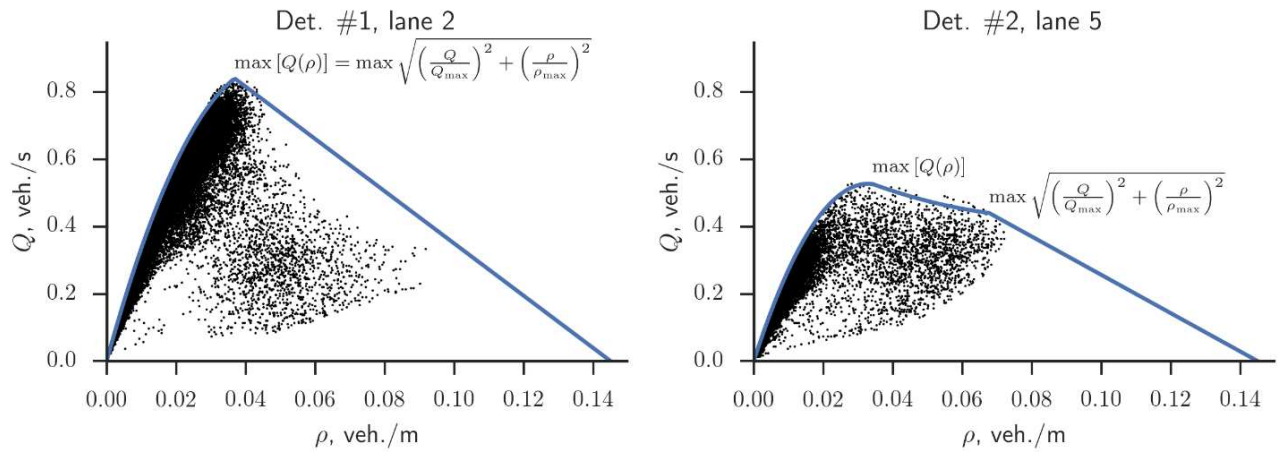 Det. #1, lane 2
max [Q(ρ)] = max √((Q/Q_max)² + (ρ/ρ_max)²)
Q, veh./s
0.8
0.6
0.4
0.2
0.0
0.00 0.02 0.04 0.06 0.08 0.10 0.12 0.14
ρ, veh./m
Det. #2, lane 5
max [Q(ρ)]
max √((Q/Q_max)² + (ρ/ρ_max)²)
Q, veh./s
0.8
0.6
0.4
0.2
0.0
0.00 0.02 0.04 0.06 0.08 0.10 0.12 0.14
ρ, veh./m